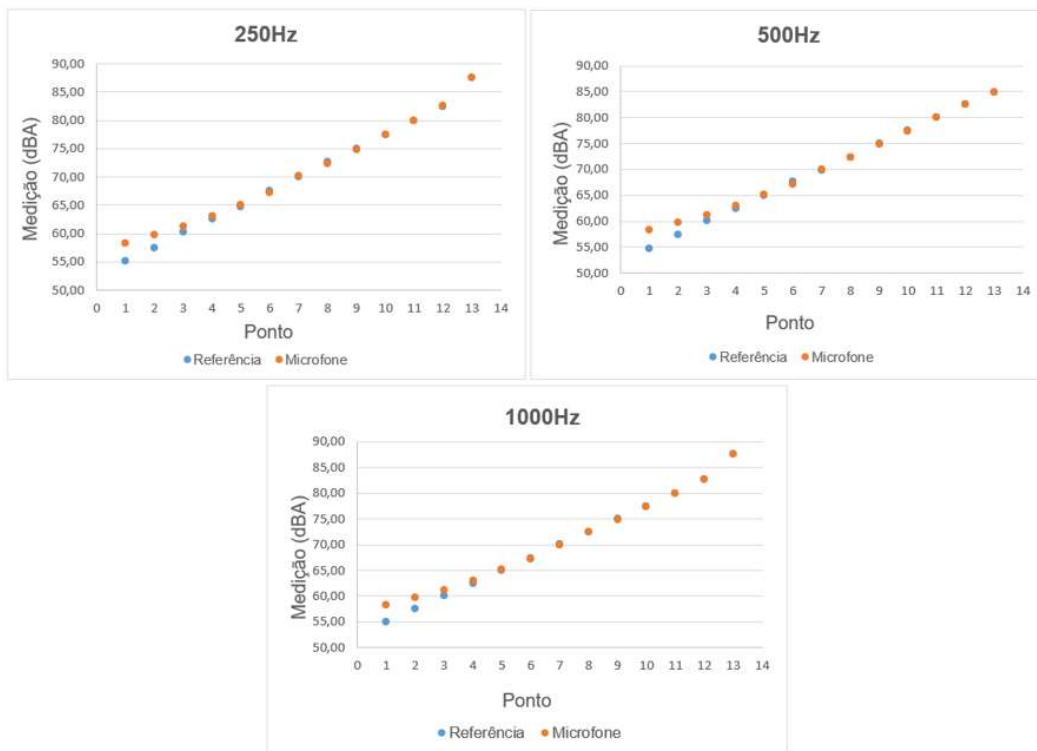 250Hz
90,00
85,00
80,00
75,00
70,00
65,00
60,00
55,00
50,00
Medição (dBA)
0 1 2 3 4 5 6 7 8 9 10 11 12 13 14
Ponto
Referência Microfone
500Hz
90,00
85,00
80,00
75,00
70,00
65,00
60,00
55,00
50,00
Medição (dBA)
0 1 2 3 4 5 6 7 8 9 10 11 12 13 14
Ponto
Referência Microfone
1000Hz
90,00
85,00
80,00
75,00
70,00
65,00
60,00
55,00
50,00
Medição (dBA)
0 1 2 3 4 5 6 7 8 9 10 11 12 13 14
Ponto
Referência Microfone